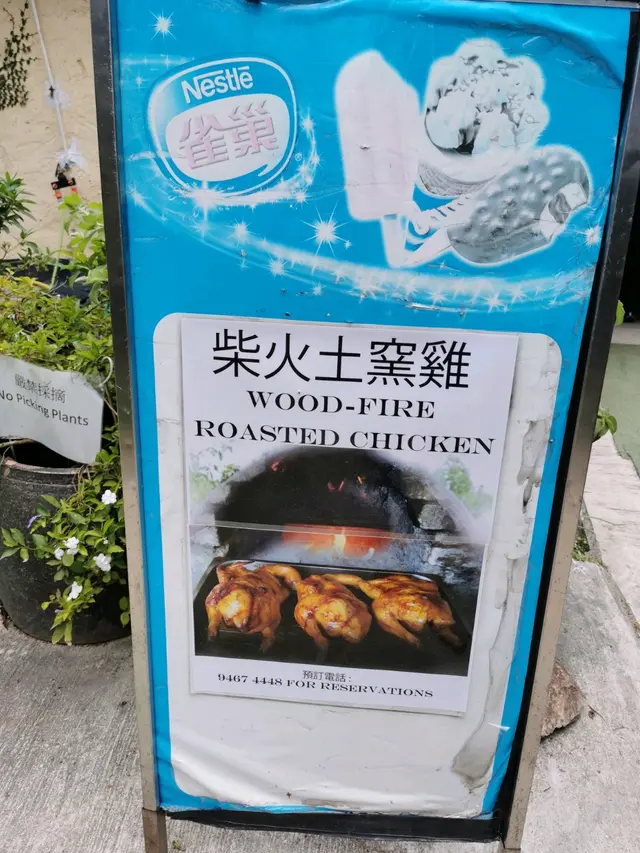 Nestlé
雀巢
柴火土窯雞
WOOD-FIRE
ROASTED CHICKEN
預訂電話：
9467 4448 FOR RESERVATIONS
嚴禁採摘
No Picking Plants